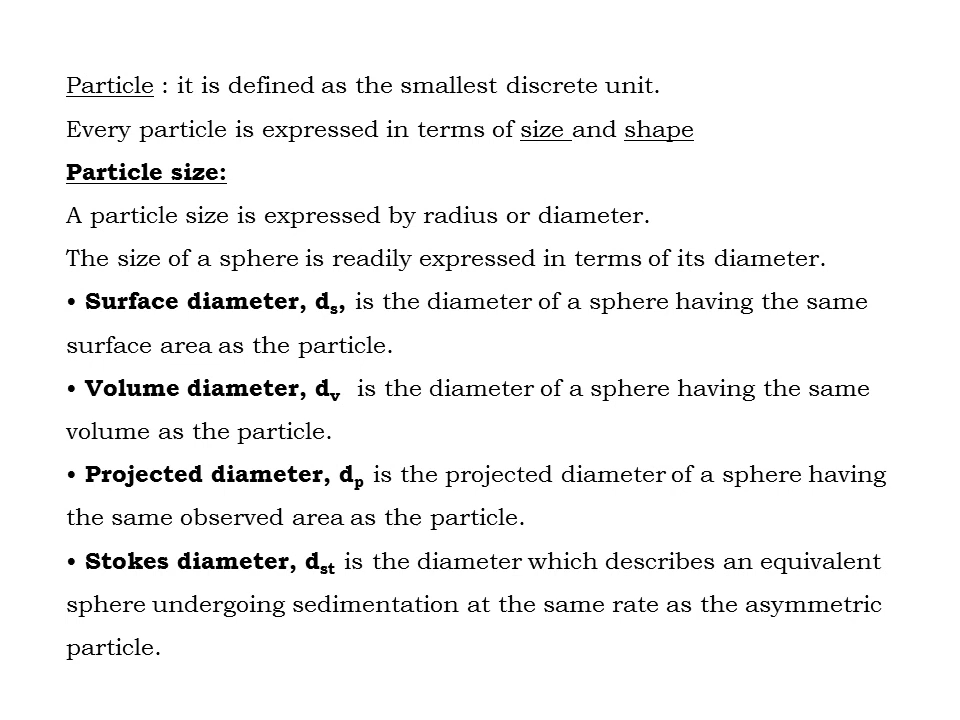 Particle : it is defined as the smallest discrete unit.
Every particle is expressed in terms of size and shape
Particle size:
A particle size is expressed by radius or diameter.
The size of a sphere is readily expressed in terms of its diameter.
• Surface diameter, ds, is the diameter of a sphere having the same
surface area as the particle.
• Volume diameter, dv is the diameter of a sphere having the same
volume as the particle.
• Projected diameter, dp is the projected diameter of a sphere having
the same observed area as the particle.
• Stokes diameter, dst is the diameter which describes an equivalent
sphere undergoing sedimentation at the same rate as the asymmetric
particle.